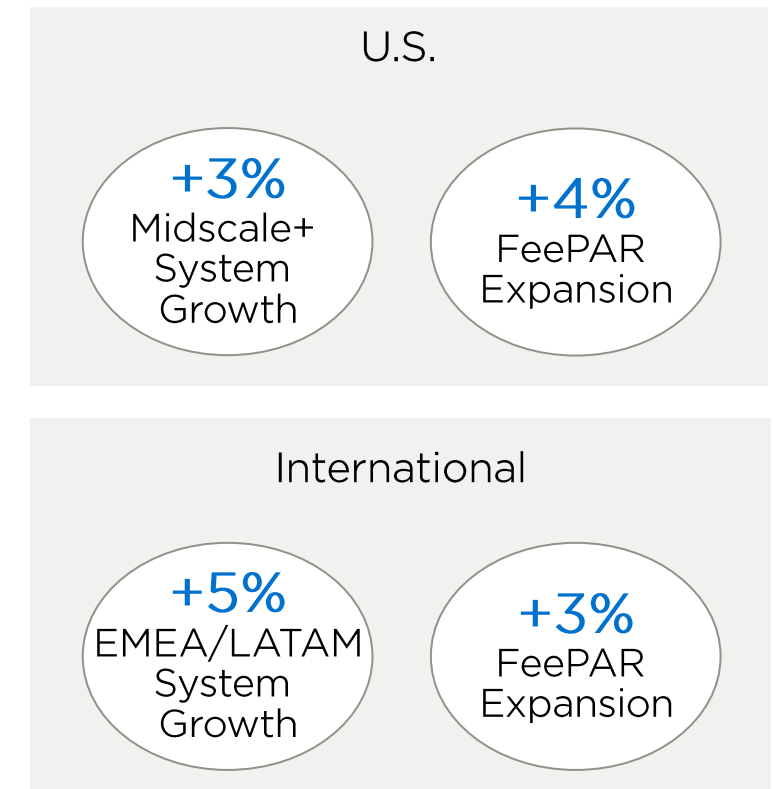 U.S.
+3%
Midscale+
System
Growth
+4%
FeePAR
Expansion
International
+5%
EMEA/LATAM
System
Growth
+3%
FeePAR
Expansion